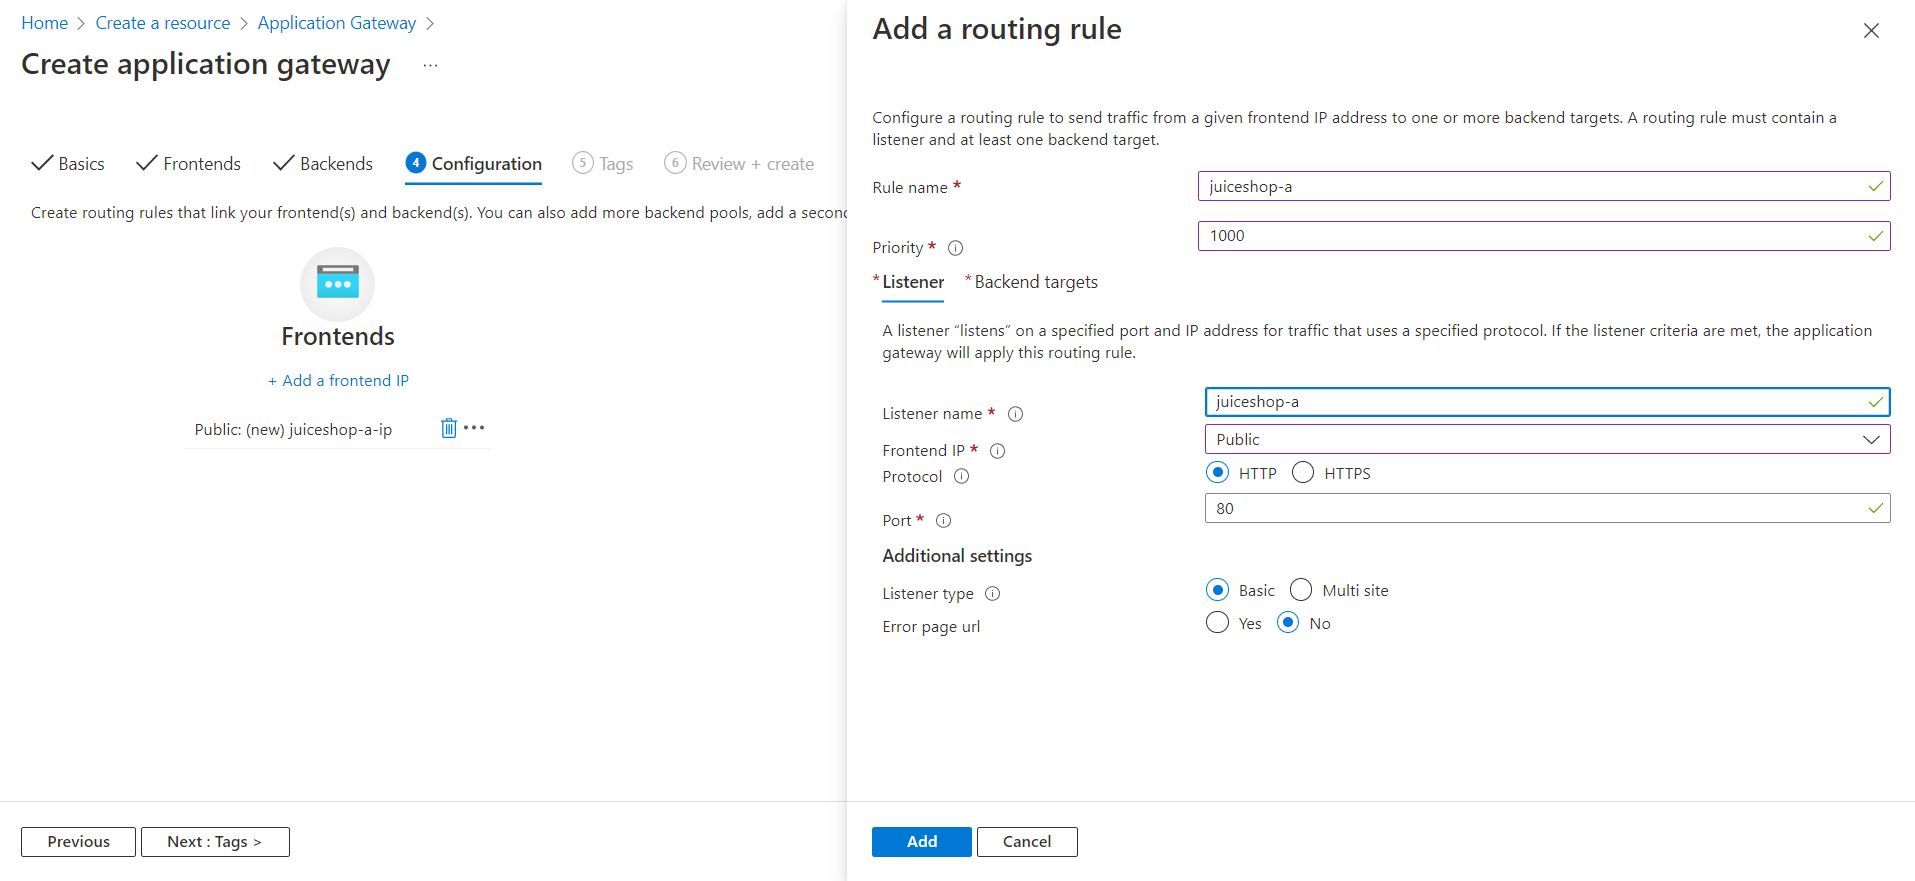 Home > Create a resource > Application Gateway >
Create application gateway ...
Basics Frontends Backends 4 Configuration 5 Tags 6 Review + create
Create routing rules that link your frontend(s) and backend(s). You can also add more backend pools, add a second
Frontends
+ Add a frontend IP
Public: (new) juiceshop-a-ip
Previous
Next : Tags >
Add a routing rule
Configure a routing rule to send traffic from a given frontend IP address to one or more backend targets. A routing rule must contain a
listener and at least one backend target.
Rule name * juiceshop-a
Priority * 1000
* Listener * Backend targets
A listener “listens” on a specified port and IP address for traffic that uses a specified protocol. If the listener criteria are met, the application
gateway will apply this routing rule.
Listener name * juiceshop-a
Frontend IP * Public
Protocol HTTP HTTPS
Port * 80
Additional settings
Listener type Basic Multi site
Error page url Yes No
Add
Cancel